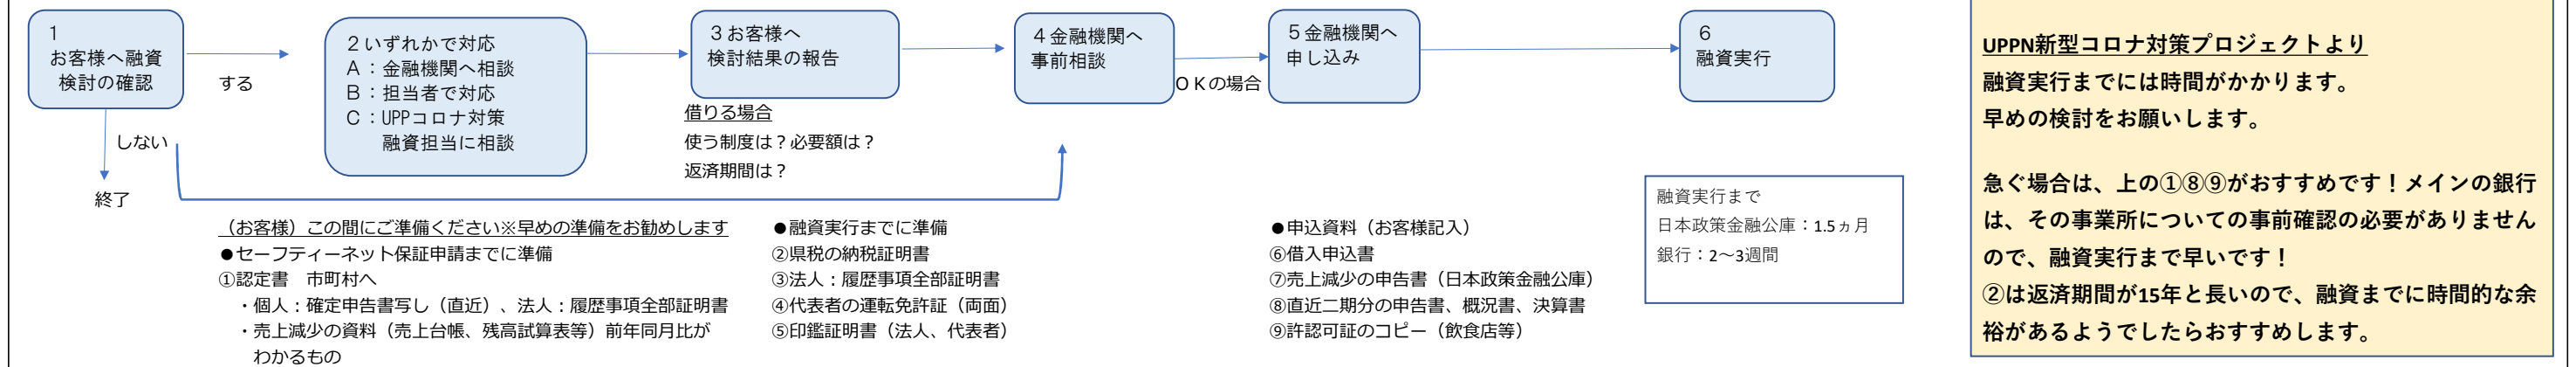 1
お客様へ融資
検討の確認
する
しない
終了
２いずれかで対応
Ａ：金融機関へ相談
Ｂ：担当者で対応
Ｃ：UPPコロナ対策
融資担当に相談
３お客様へ
検討結果の報告
借りる場合
使う制度は？必要額は？
返済期間は？
４金融機関へ
事前相談
ＯＫの場合
５金融機関へ
申し込み
６
融資実行
（お客様）この間にご準備ください※早めの準備をお勧めします
●セーフティーネット保証申請までに準備
①認定書　市町村へ
・個人：確定申告書写し（直近）、法人：履歴事項全部証明書
・売上減少の資料（売上台帳、残高試算表等）前年同月比が
わかるもの
●融資実行までに準備
②県税の納税証明書
③法人：履歴事項全部証明書
④代表者の運転免許証（両面）
⑤印鑑証明書（法人、代表者）
●申込資料（お客様記入）
⑥借入申込書
⑦売上減少の申告書（日本政策金融公庫）
⑧直近二期分の申告書、概況書、決算書
⑨許認可証のコピー（飲食店等）
融資実行まで
日本政策金融公庫：1.5ヵ月
銀行：2～3週間
UPPN新型コロナ対策プロジェクトより
融資実行までには時間がかかります。
早めの検討をお願いします。
急ぐ場合は、上の①⑧⑨がおすすめです！メインの銀行
は、その事業所についての事前確認の必要がありません
ので、融資実行まで早いです！
②は返済期間が15年と長いので、融資までに時間的な余
裕があるようでしたらおすすめします。